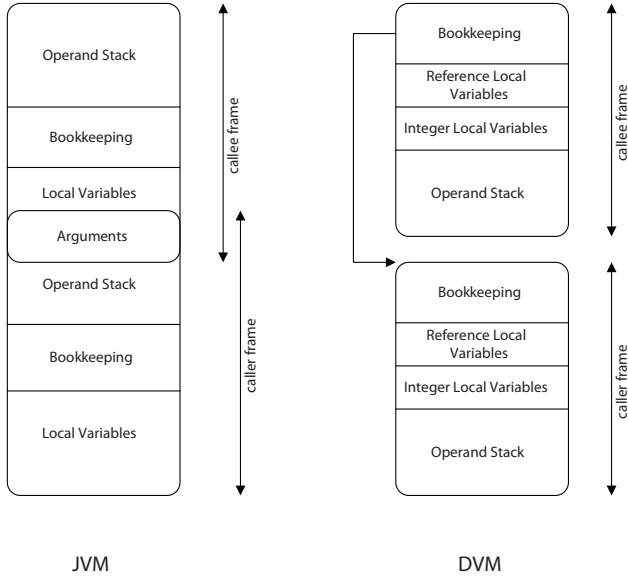 Operand Stack
Bookkeeping
Local Variables
Arguments
Operand Stack
Bookkeeping
Local Variables
callee frame
caller frame
JVM
Bookkeeping
Reference Local
Variables
Integer Local Variables
Operand Stack
Bookkeeping
Reference Local
Variables
Integer Local Variables
Operand Stack
callee frame
caller frame
DVM